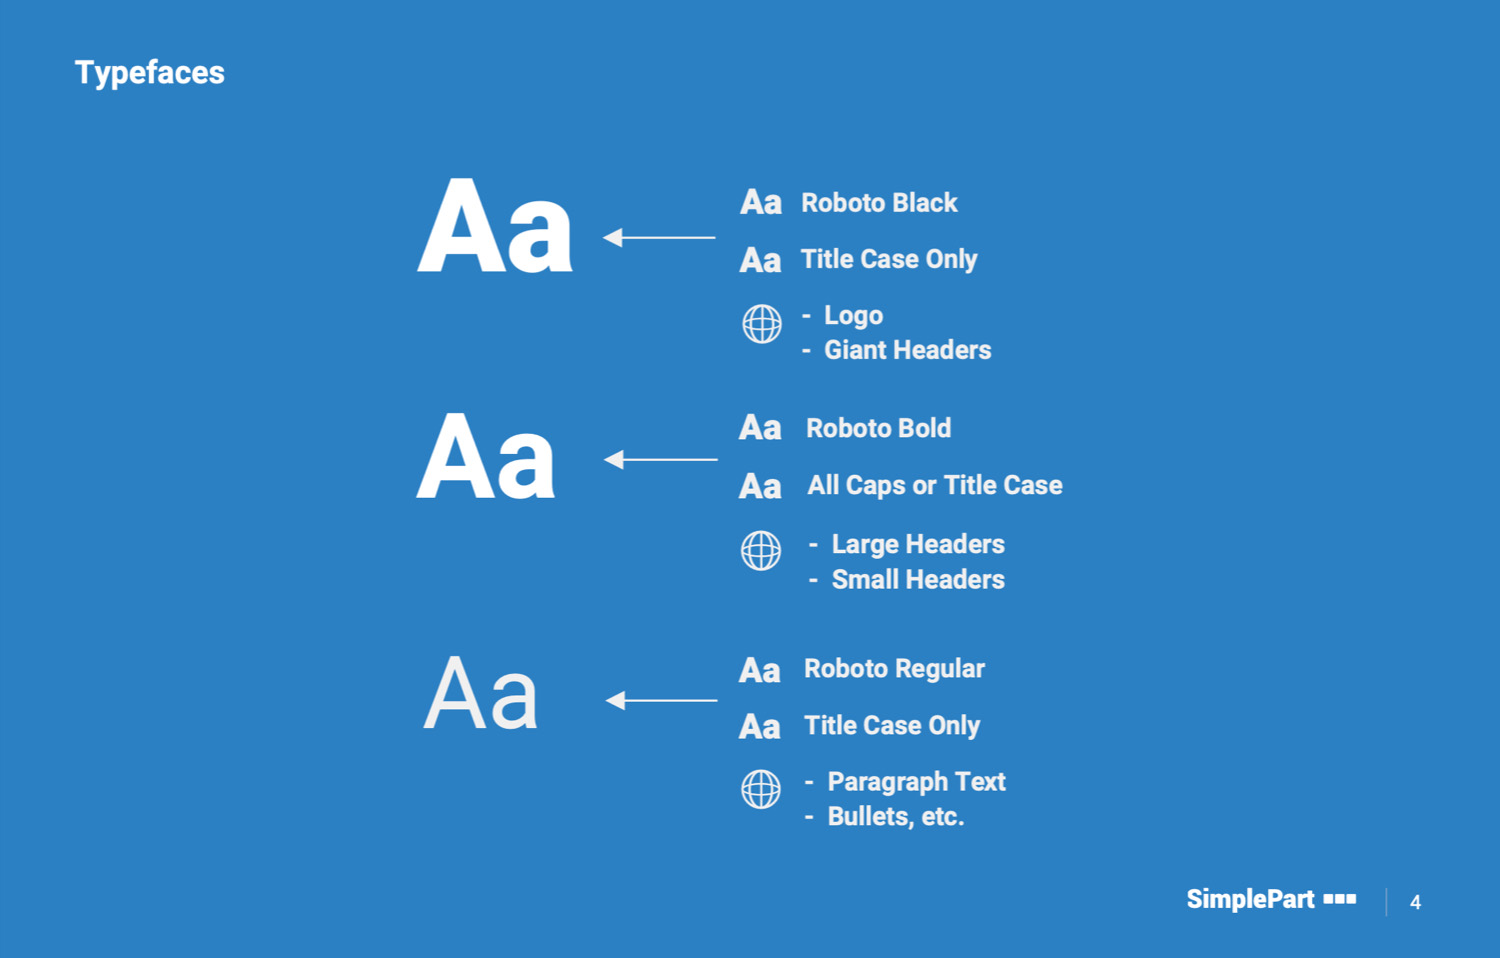 Typefaces
Aa
Aa Roboto Black
Aa Title Case Only
- Logo
- Giant Headers
Aa
Aa Roboto Bold
Aa All Caps or Title Case
- Large Headers
- Small Headers
Aa
Aa Roboto Regular
Aa Title Case Only
- Paragraph Text
- Bullets, etc.
SimplePart
4